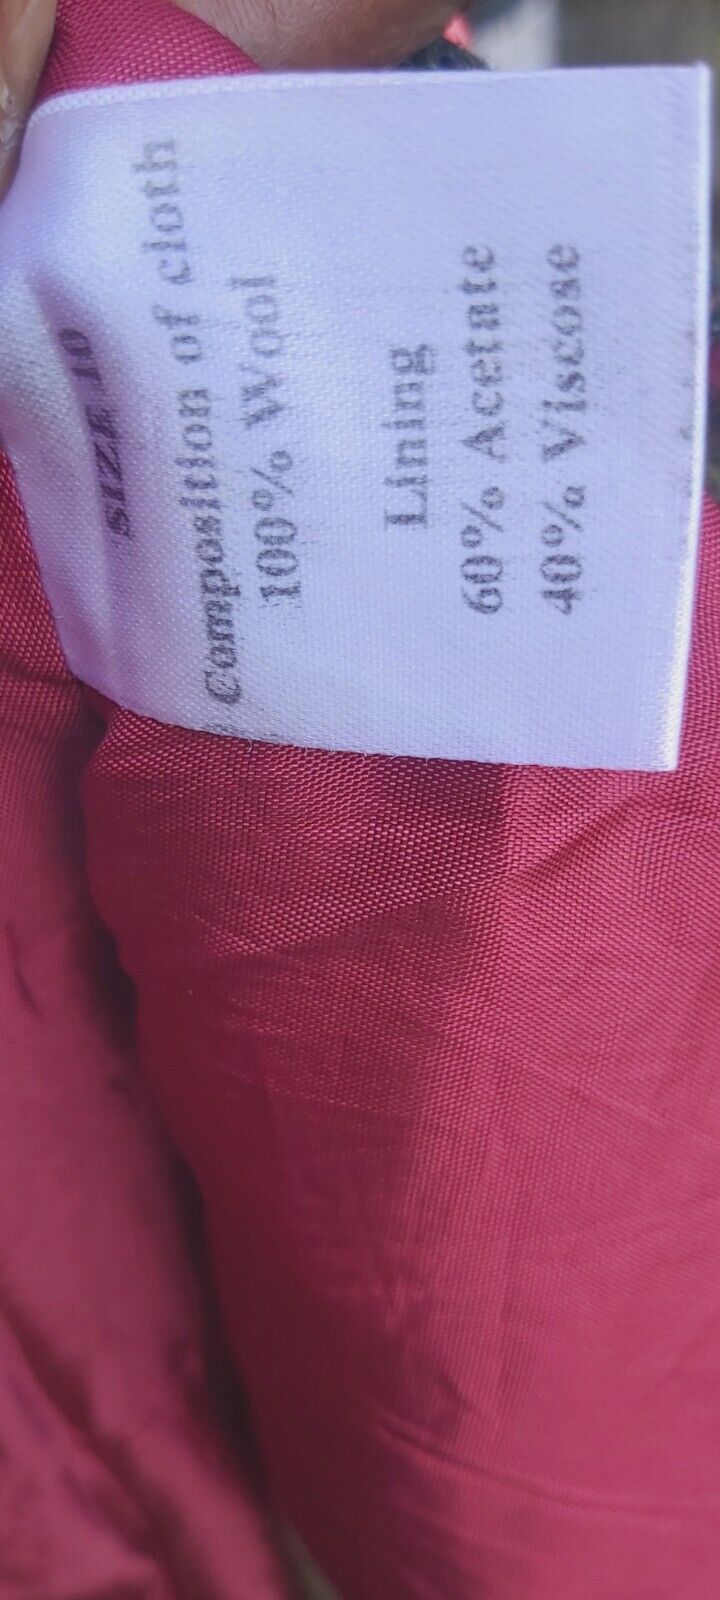 SIZE 10
Composition of cloth
100% Wool
Lining
60% Acetate
40% Viscose